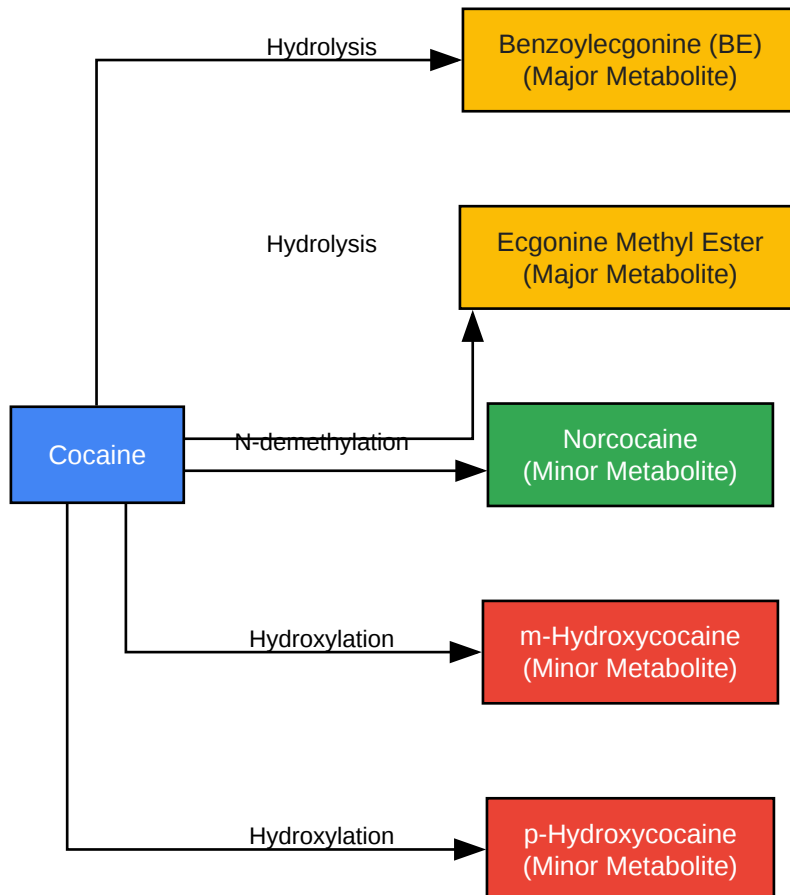 Hydrolysis
Benzoylecgonine (BE)
(Major Metabolite)
Hydrolysis
Ecgonine Methyl Ester
(Major Metabolite)
Cocaine
N-demethylation
Norcocaine
(Minor Metabolite)
Hydroxylation
m-Hydroxycocaine
(Minor Metabolite)
Hydroxylation
p-Hydroxycocaine
(Minor Metabolite)